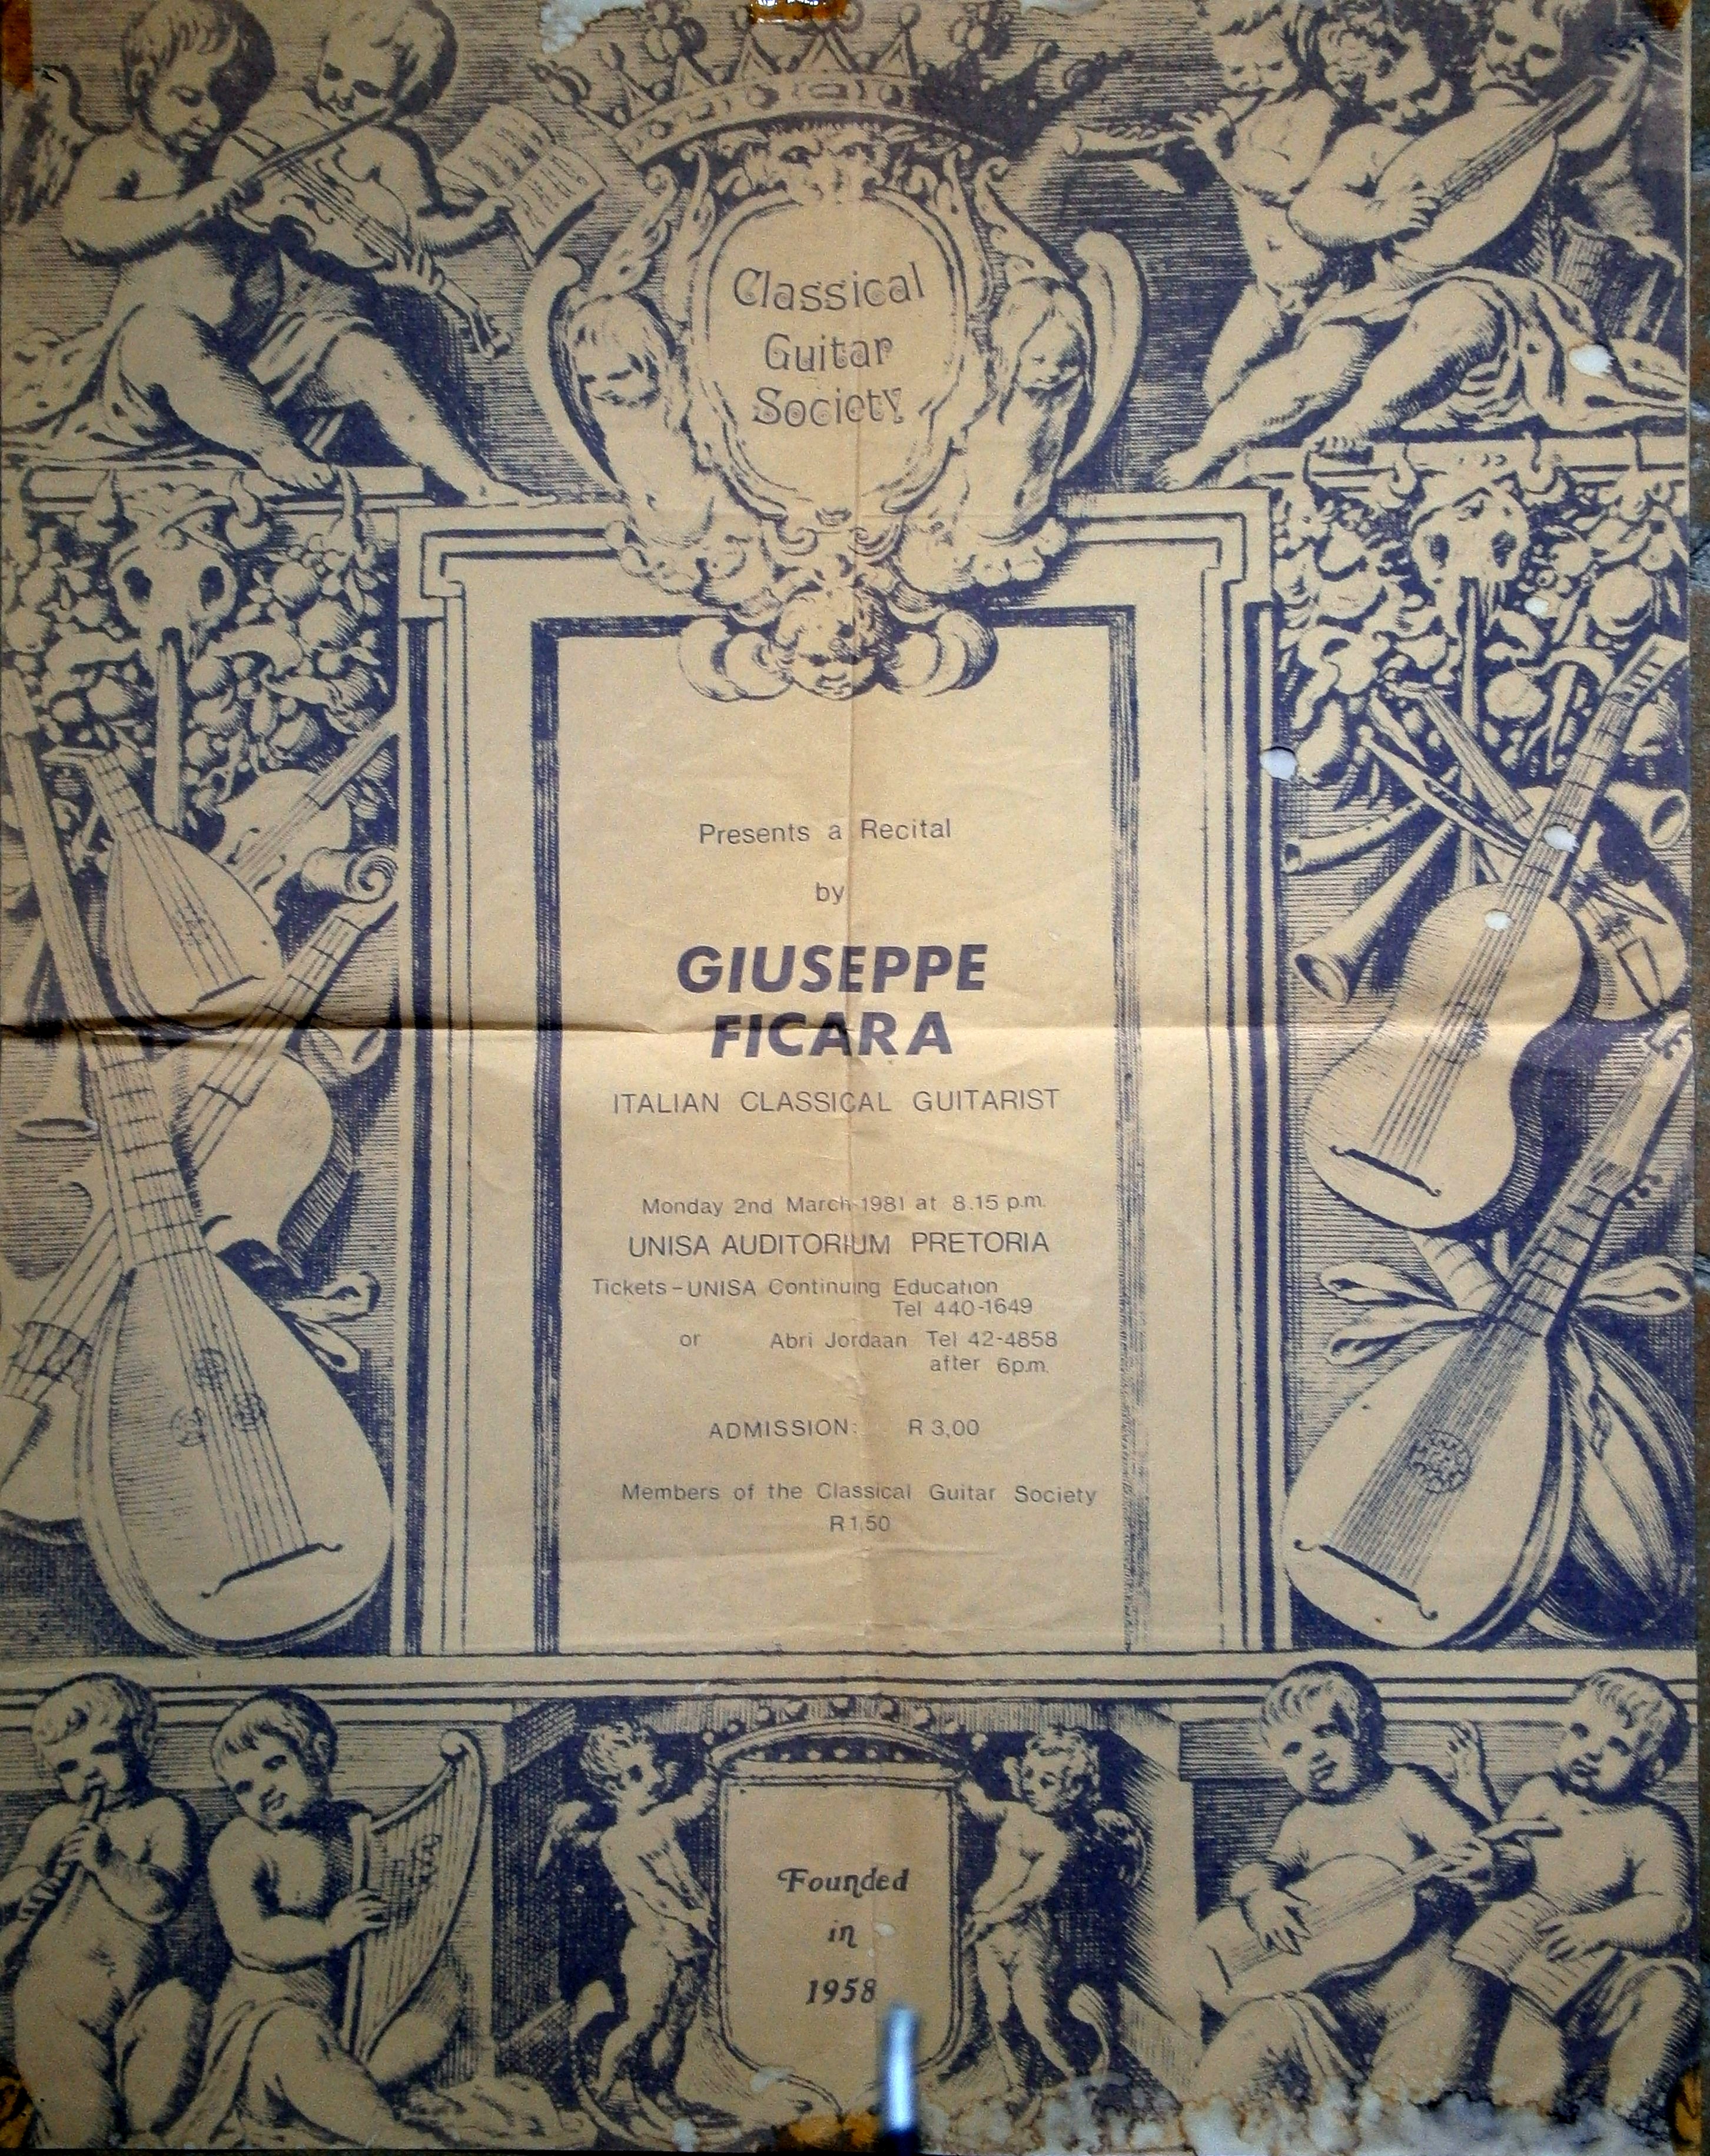 Classical
Guitar
Society
Presents a Recital
by
GIUSEPPE
FICARA
ITALIAN CLASSICAL GUITARIST
Monday 2nd March 1981 at 8.15 p.m.
UNISA AUDITORIUM PRETORIA
Tickets - UNISA Continuing Education
Tel 440-1649
or Abri Jordaan Tel 42-4858
after 6p.m.
ADMISSION: R 3,00
Members of the Classical Guitar Society
R 1,50
Founded
in
1958